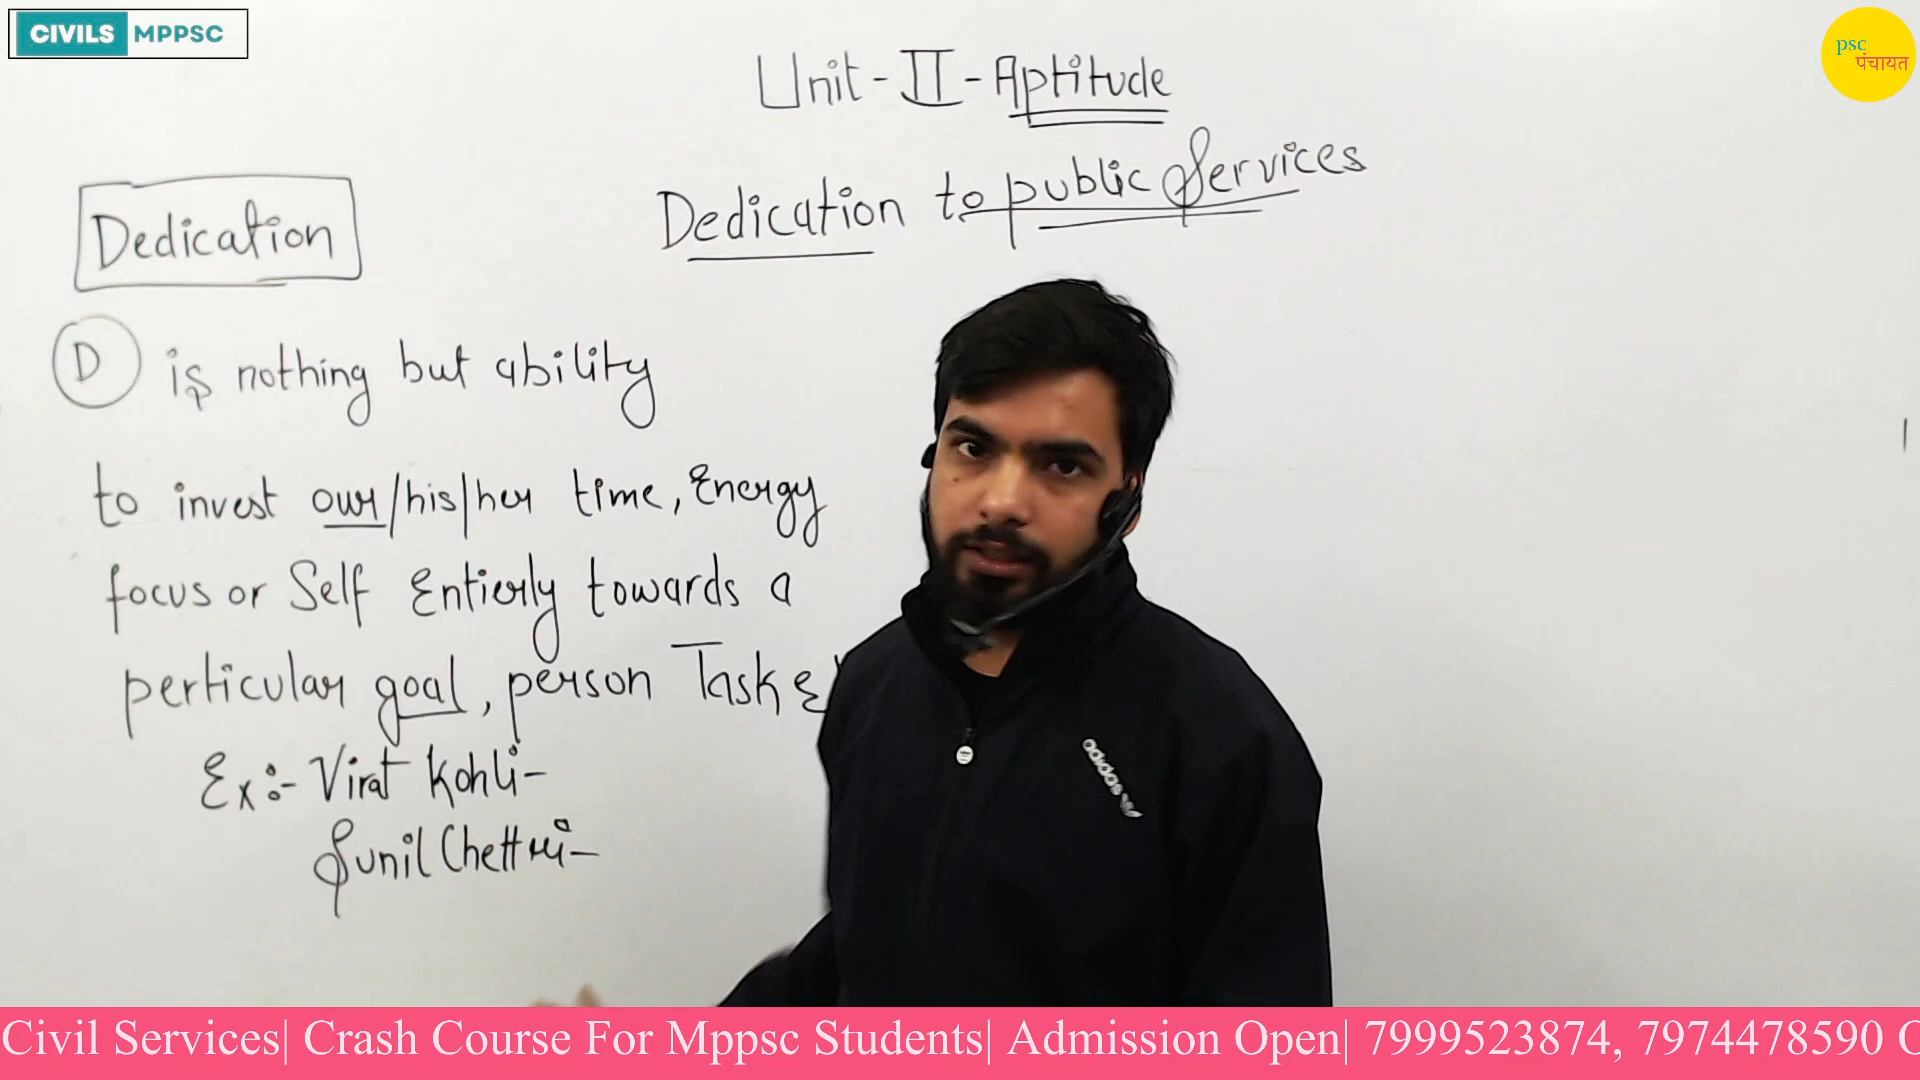 CIVILS MPPSC
psc
पंचायत
Unit - II - Aptitude
Dedication to public Services
Dedication
D is nothing but ability
to invest our/his/her time, Energy
focus or Self Entierly towards a
perticular goal, person Task &
Ex:- Virat Kohli-
Sunil Chettri-
adidas
Civil Services| Crash Course For Mppsc Students| Admission Open| 7999523874, 7974478590